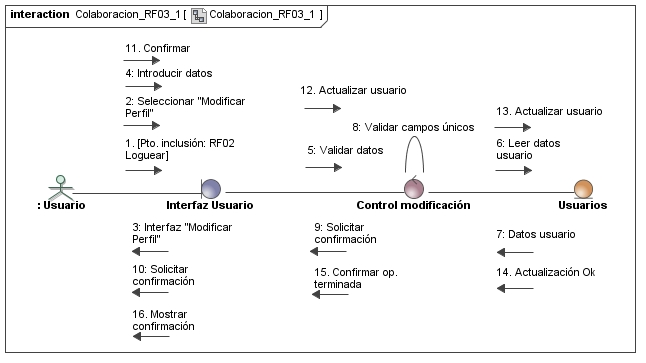 interaction Colaboracion_RF03_1 [ Colaboracion_RF03_1 ]
11. Confirmar
4: Introducir datos
2: Seleccionar "Modificar
Perfil"
1. [Pto. inclusión: RF02
Loguear]
12. Actualizar usuario
8: Validar campos únicos
5: Validar datos
13. Actualizar usuario
6: Leer datos
usuario
: Usuario
Interfaz Usuario
Control modificación
Usuarios
3: Interfaz "Modificar
Perfil"
10: Solicitar
confirmación
16. Mostrar
confirmación
9: Solicitar
confirmación
15. Confirmar op.
terminada
7: Datos usuario
14. Actualización Ok